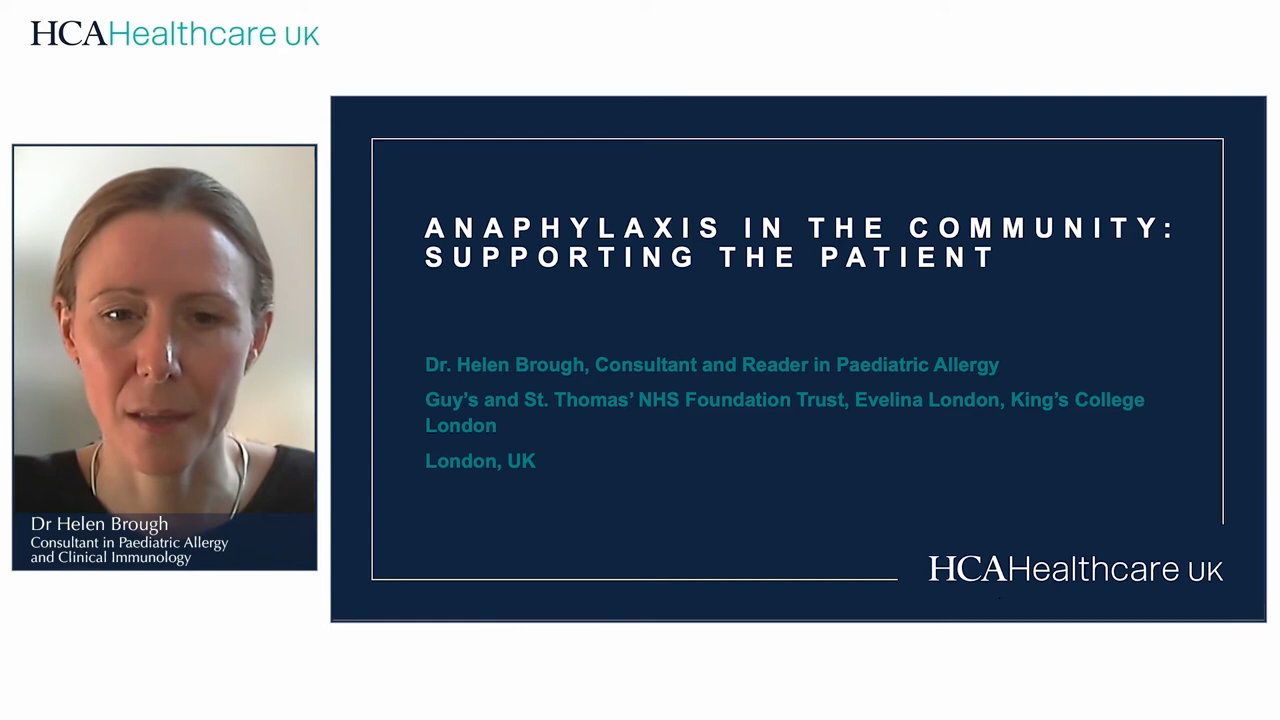 HCAHealthcare UK
ANAPHYLAXIS IN THE COMMUNITY:
SUPPORTING THE PATIENT
Dr. Helen Brough, Consultant and Reader in Paediatric Allergy
Guy's and St. Thomas' NHS Foundation Trust, Evelina London, King's College
London
London, UK
Dr Helen Brough
Consultant in Paediatric Allergy
and Clinical Immunology
HCAHealthcare UK